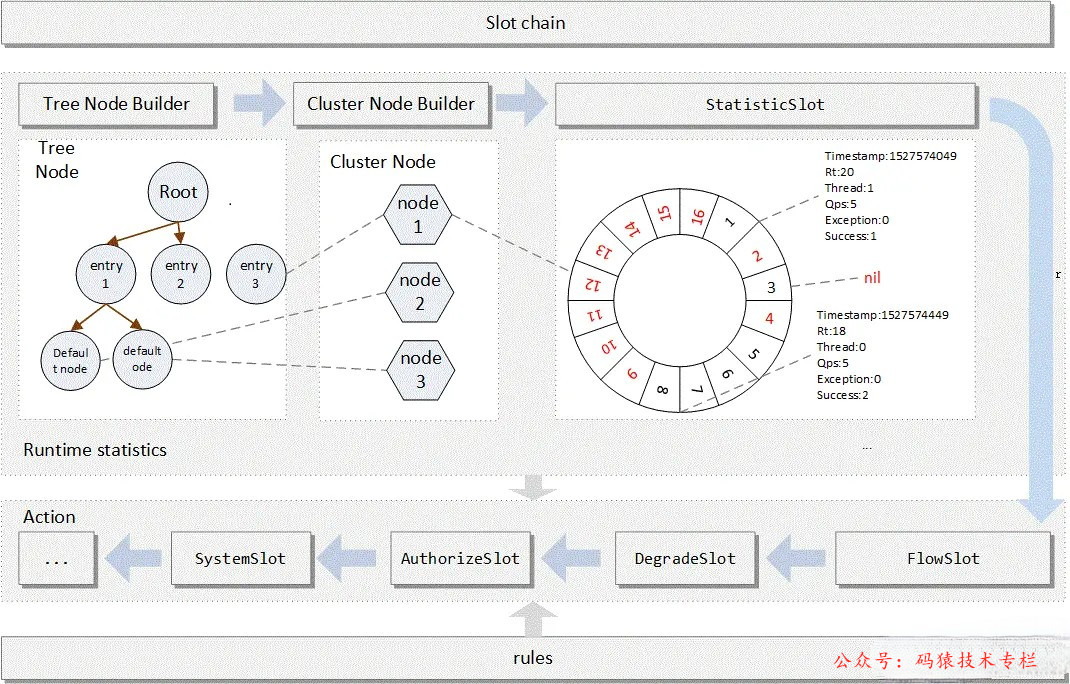 Slot chain
Tree Node Builder
Cluster Node Builder
StatisticSlot
Tree
Node
Root
.
entry
1
entry
2
entry
3
Defaul
t node
default
ode
Cluster Node
node
1
node
2
node
3
1
2
3
4
5
6
7
8
9
10
11
12
13
14
15
16
Timestamp:1527574049
Rt:20
Thread:1
Qps:5
Exception:0
Success:1
nil
Timestamp:1527574449
Rt:18
Thread:0
Qps:5
Exception:0
Success:2
...
r
Runtime statistics
Action
...
SystemSlot
AuthorizeSlot
DegradeSlot
FlowSlot
rules
公众号：码猿技术专栏